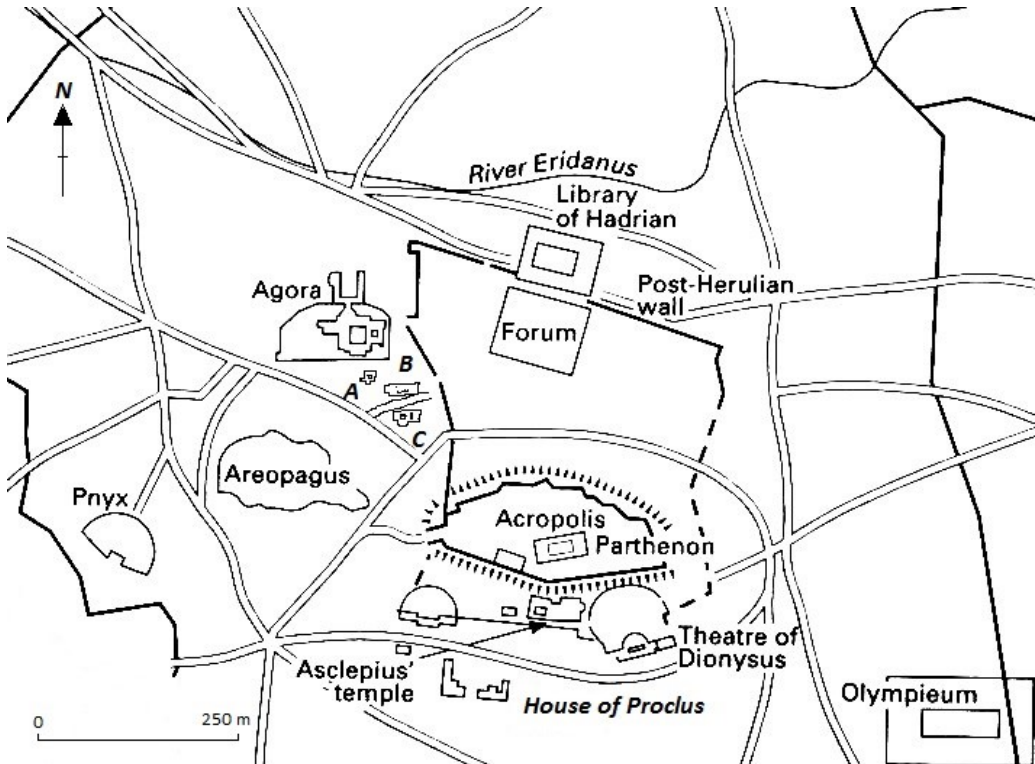 N
River Eridanus
Library
of Hadrian
Agora
Post-Herulian
wall
Forum
B
A
C
Areopagus
Pnyx
Acropolis
Parthenon
Theatre of
Dionysus
Asclepius'
temple
Olympieum
House of Proclus
0 250 m